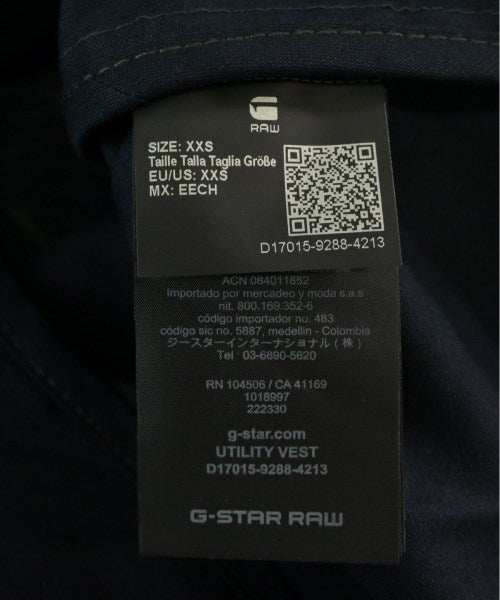 RAW
SIZE: XXS
Taille Talla Taglia Größe
EU/US: XXS
MX: EECH
D17015-9288-4213
ACN 084011852
Importado por mercadeo y moda s.a.s
nit. 800.169.352-6
código importador no. 483
código sic no. 5887, medellin - Colombia
ジースターインターナショナル (株)
Tel : 03-6890-5620
RN 104506 / CA 41169
1018997
222330
g-star.com
UTILITY VEST
D17015-9288-4213
G-STAR RAW